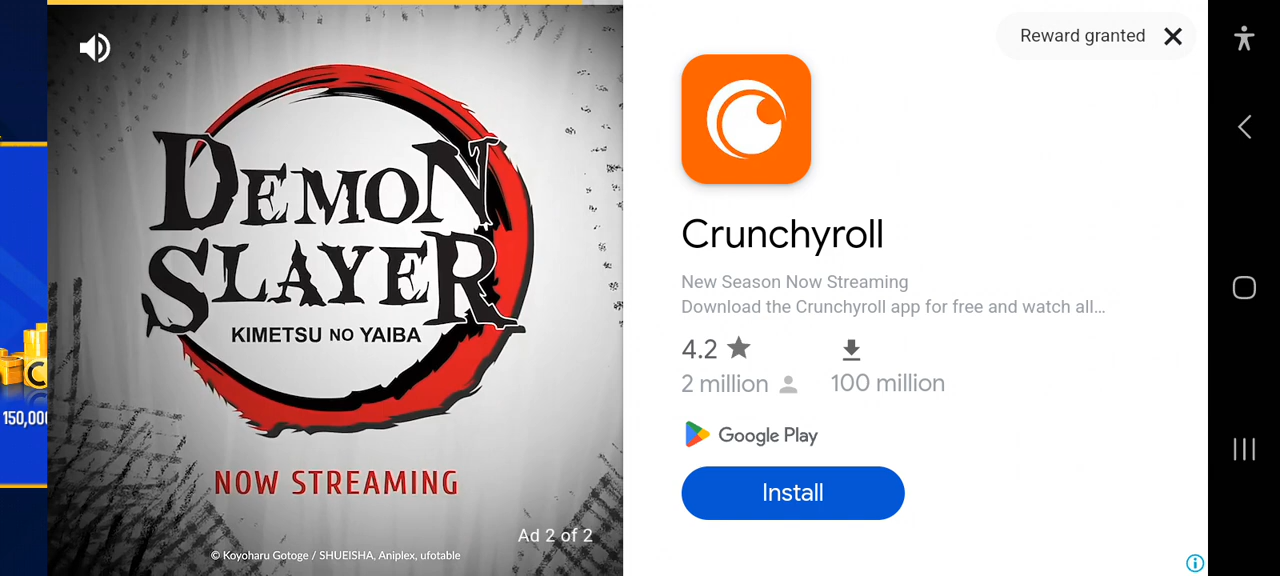 Reward granted
DEMON
SLAYER
KIMETSU NO YAIBA
NOW STREAMING
Ad 2 of 2
© Koyoharu Gotoge / SHUEISHA, Aniplex, ufotable
150,00
Crunchyroll
New Season Now Streaming
Download the Crunchyroll app for free and watch all...
4.2
2 million
100 million
Google Play
Install